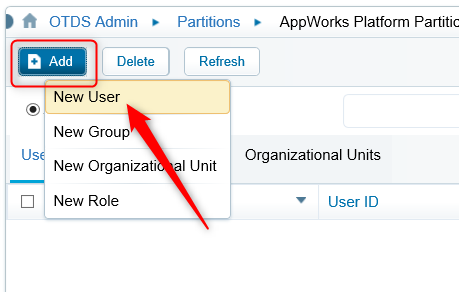 OTDS Admin Partitions AppWorks Platform Partitio
Add Delete Refresh
New User
New Group
New Organizational Unit
New Role
Use Organizational Units
User ID